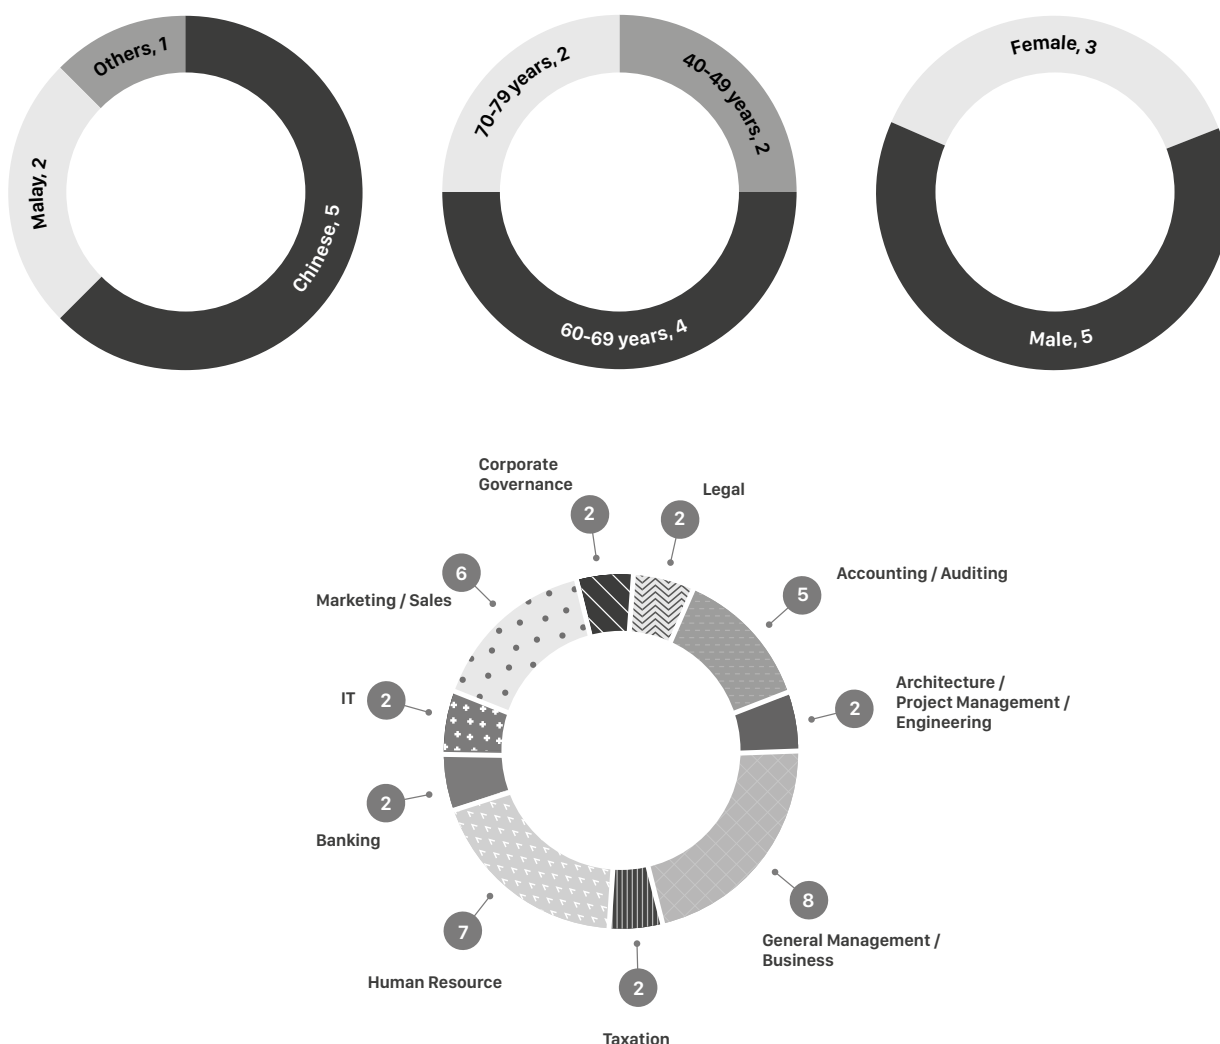 Others, 1
Malay, 2
Chinese, 5
70-79 years, 2
40-49 years, 2
60-69 years, 4
Female, 3
Male, 5
Corporate
Governance
2
Legal
2
Accounting / Auditing
5
Architecture /
Project Management /
Engineering
2
General Management /
Business
8
Taxation
2
Human Resource
7
Banking
2
IT
2
Marketing / Sales
6